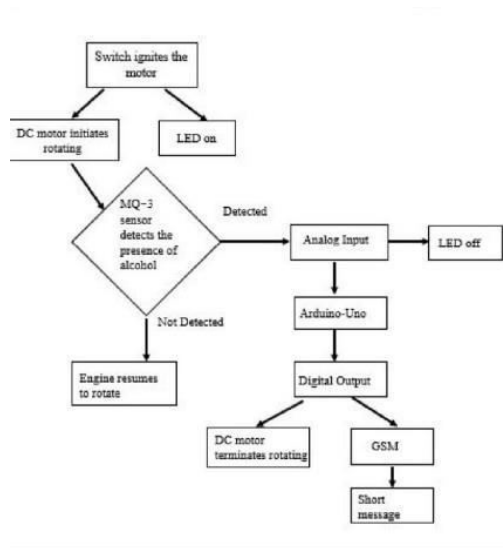 Switch ignites the
motor
DC motor initiates
rotating
LED on
MQ-3
sensor
detects the
presence of
alcohol
Detected
Analog Input
LED off
Not Detected
Arduino-Uno
Engine resumes
to rotate
Digital Output
DC motor
terminates rotating
GSM
Short
message